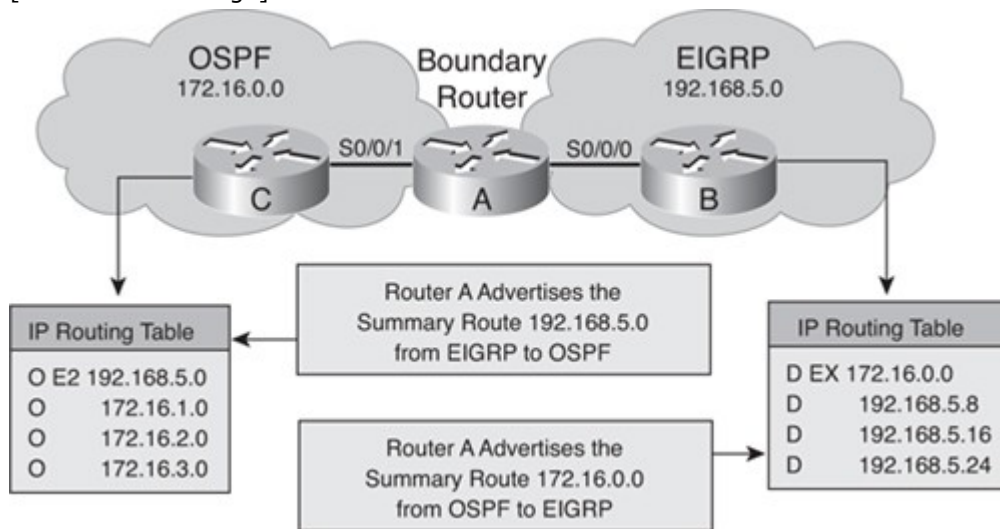 OSPF
172.16.0.0
Boundary
Router
EIGRP
192.168.5.0
S0/0/1
S0/0/0
C
A
B
Router A Advertises the
Summary Route 192.168.5.0
from EIGRP to OSPF
IP Routing Table
O E2 192.168.5.0
O 172.16.1.0
O 172.16.2.0
O 172.16.3.0
IP Routing Table
D EX 172.16.0.0
D 192.168.5.8
D 192.168.5.16
D 192.168.5.24
Router A Advertises the
Summary Route 172.16.0.0
from OSPF to EIGRP